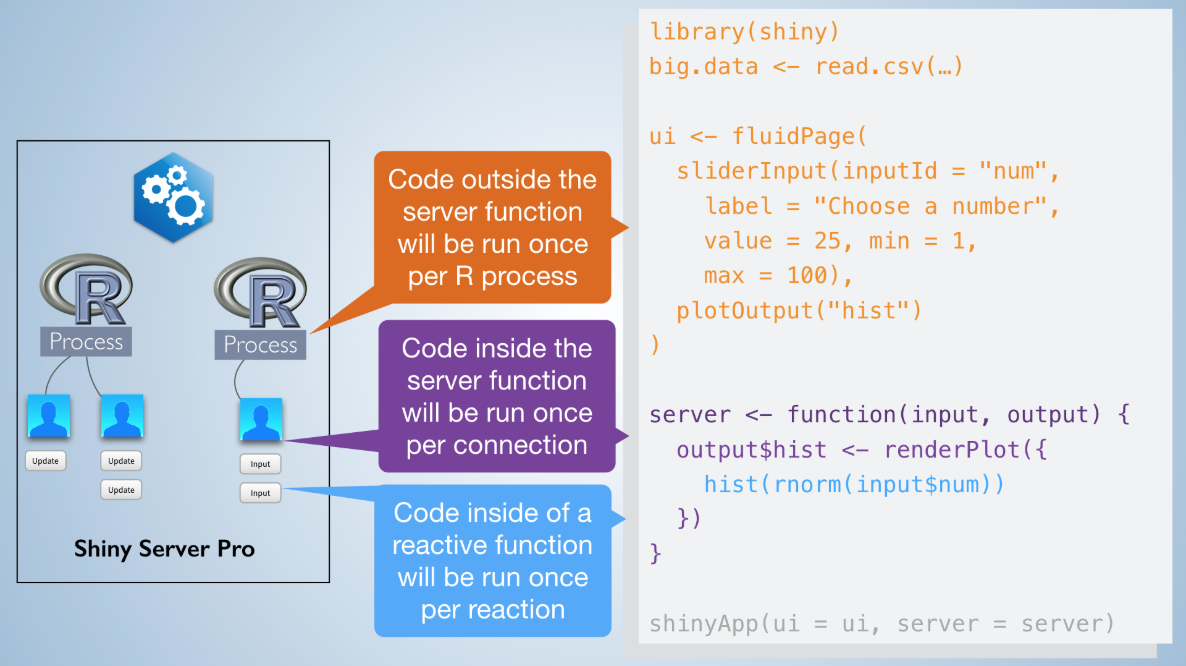 R
Process
R
Process
Update
Update
Update
Input
Input
Shiny Server Pro
Code outside the
server function
will be run once
per R process
Code inside the
server function
will be run once
per connection
Code inside of a
reactive function
will be run once
per reaction
library(shiny)
big.data <- read.csv(…)
ui <- fluidPage(
  sliderInput(inputId = "num",
    label = "Choose a number",
    value = 25, min = 1,
    max = 100),
  plotOutput("hist")
)
server <- function(input, output) {
  output$hist <- renderPlot({
    hist(rnorm(input$num))
  })
}
shinyApp(ui = ui, server = server)